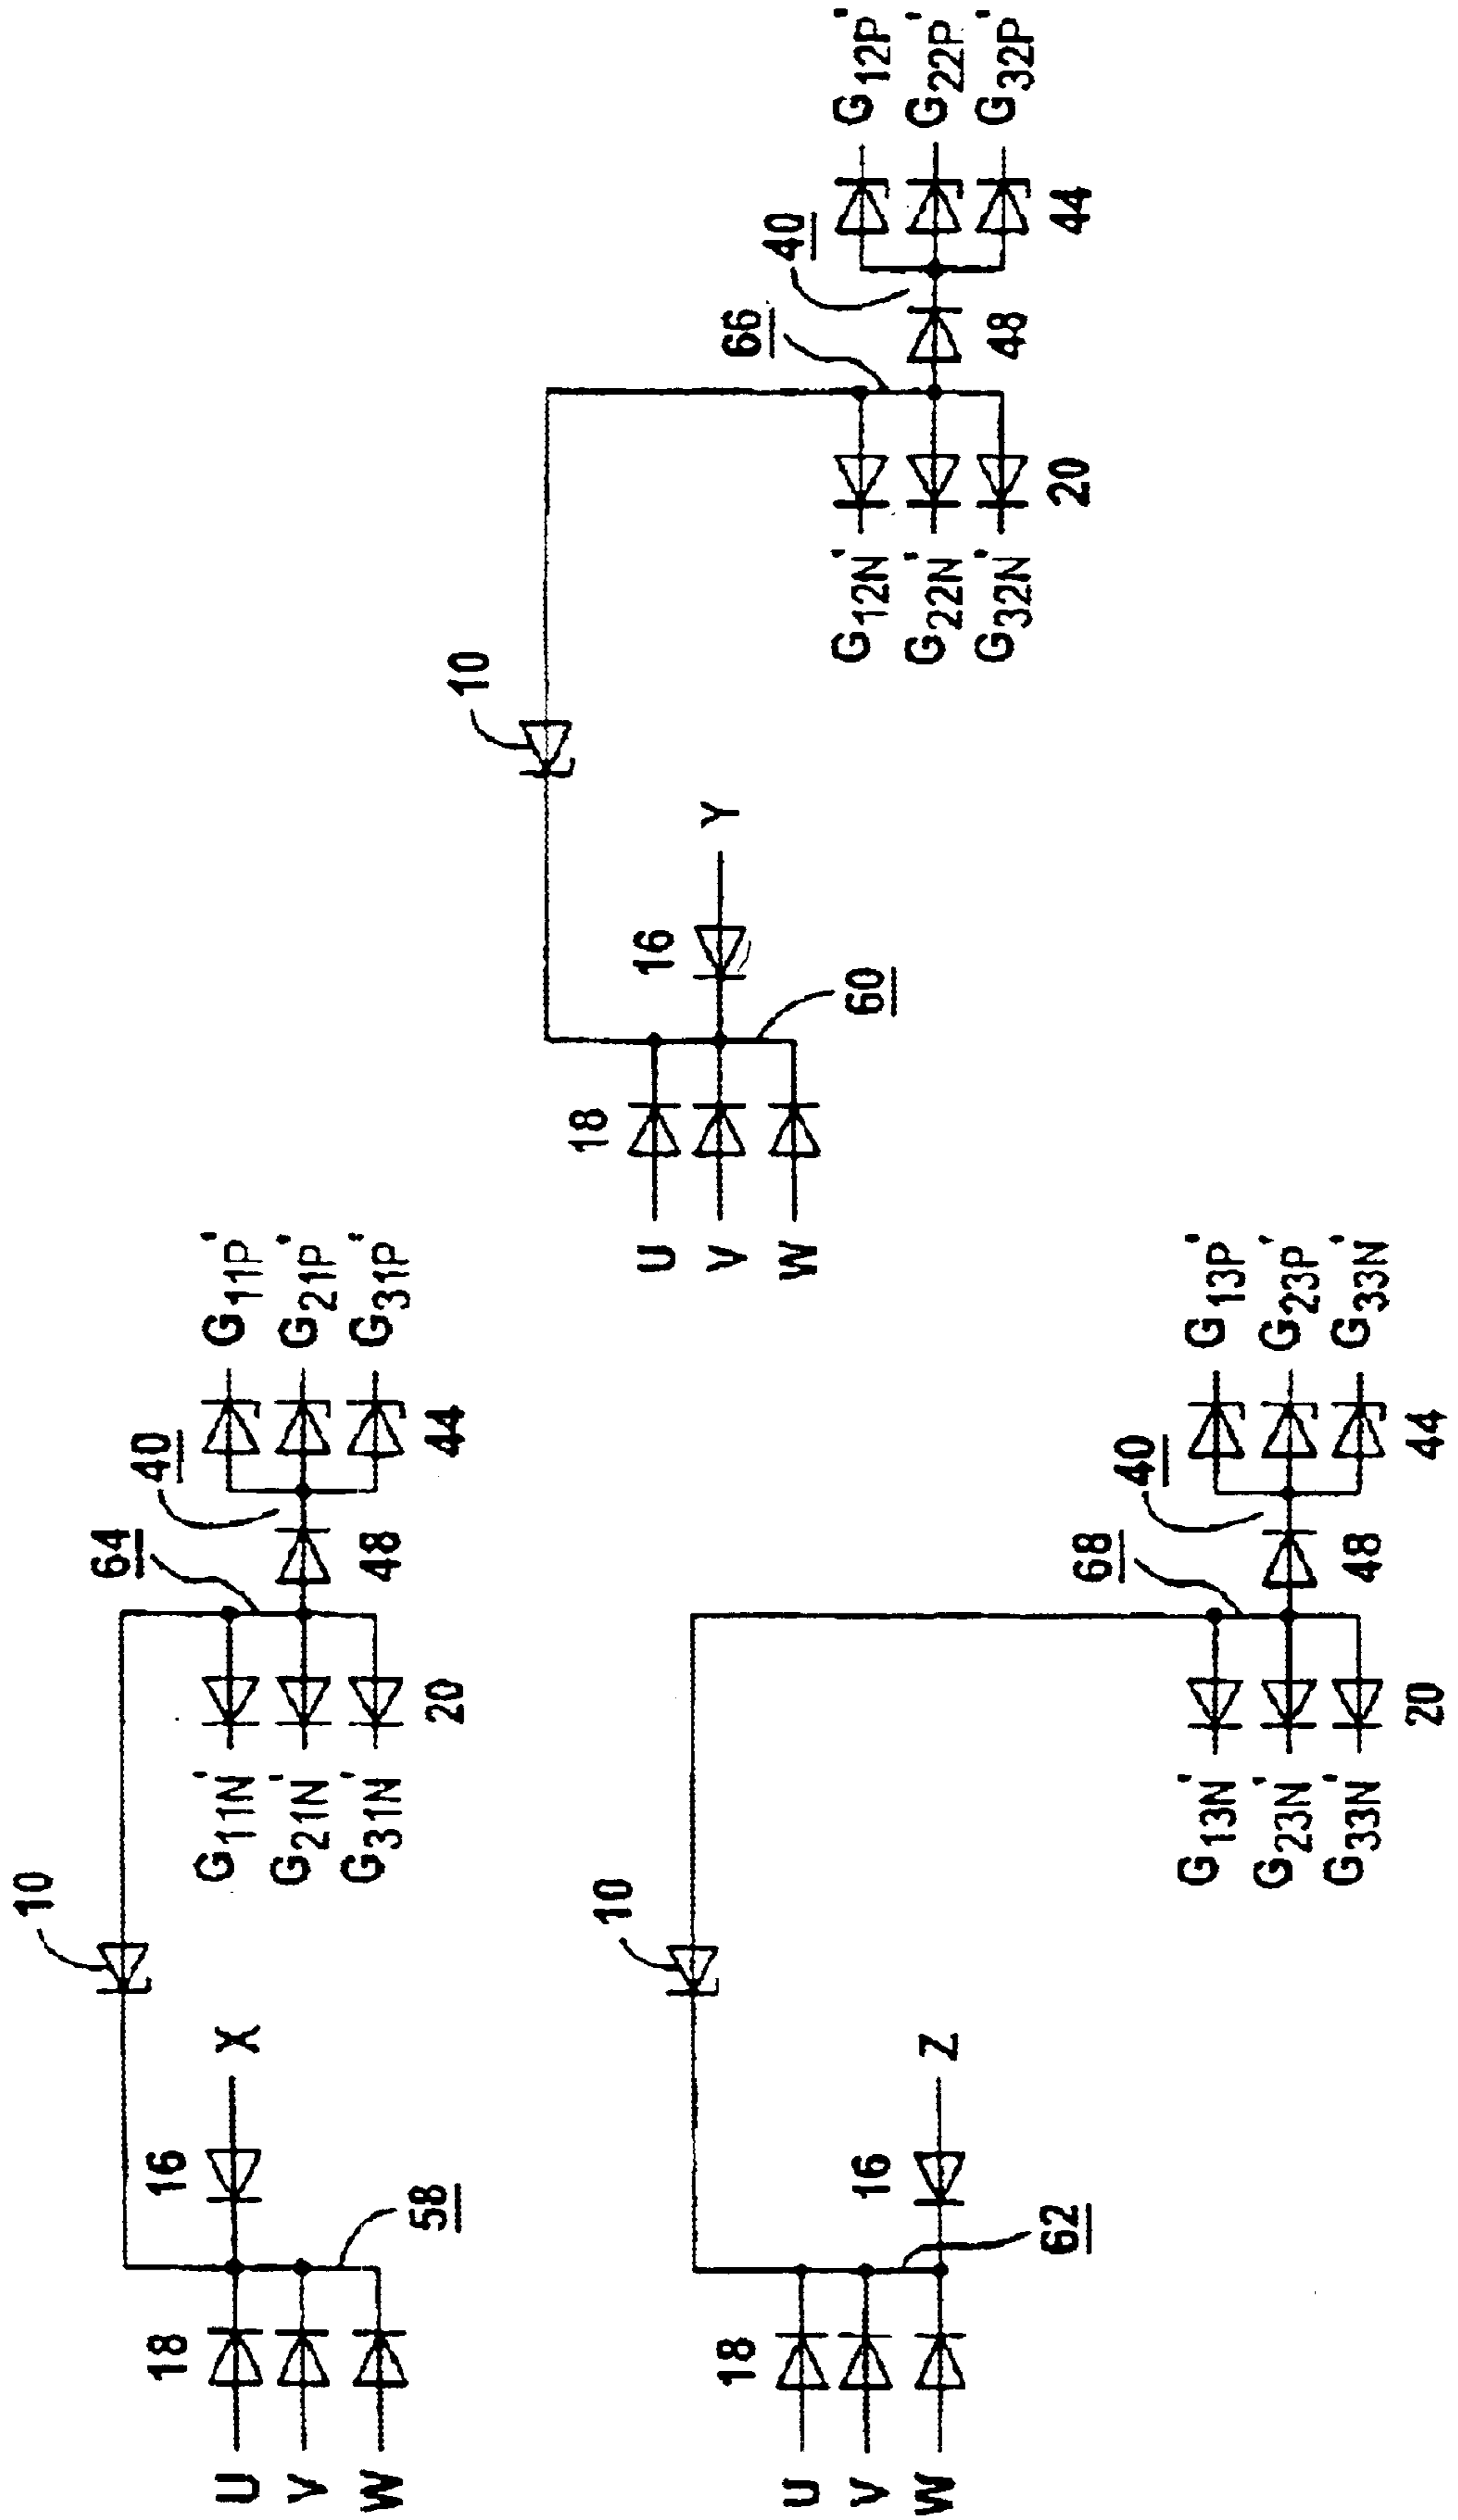 10
18
16
X
U
V
W
58
64
40
G11N'
G21N'
G31N'
20
48
44
G11P'
G21P'
G31P'
10
18
16
Y
U
V
W
60
66
40
G12N'
G22N'
G32N'
20
48
44
G12P'
G22P'
G32P'
10
18
16
Z
U
V
W
62
68
40
G13N'
G23N'
G33N'
20
48
44
G13P'
G23P'
G33N'